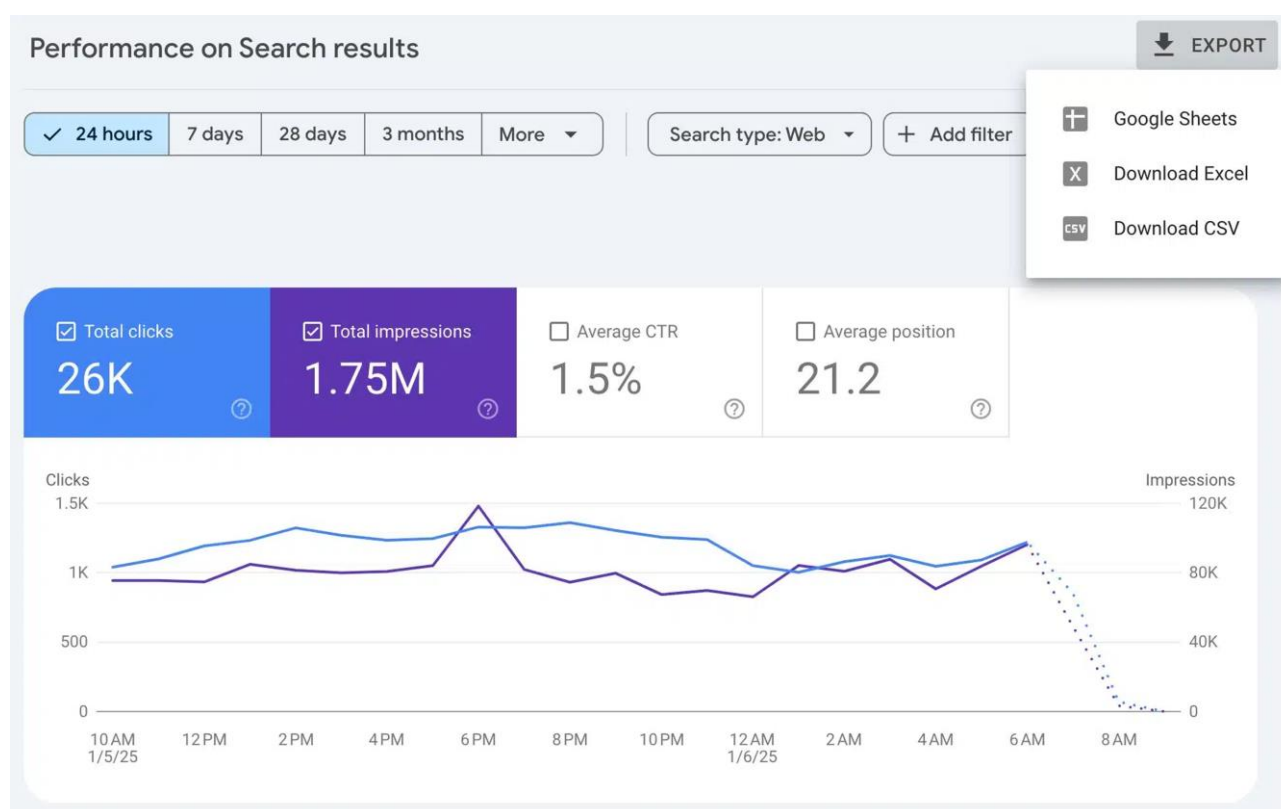 Performance on Search results
EXPORT
Google Sheets
Download Excel
CSV Download CSV
24 hours 7 days 28 days 3 months More
Search type: Web
+ Add filter
Total clicks
26K
Total impressions
1.75M
Average CTR
1.5%
Average position
21.2
Clicks
Impressions
1.5K
1K
500
0
120K
80K
40K
0
10 AM 12 PM 2 PM 4 PM 6 PM 8 PM 10 PM 12 AM 2 AM 4 AM 6 AM 8 AM
1/5/25 1/6/25